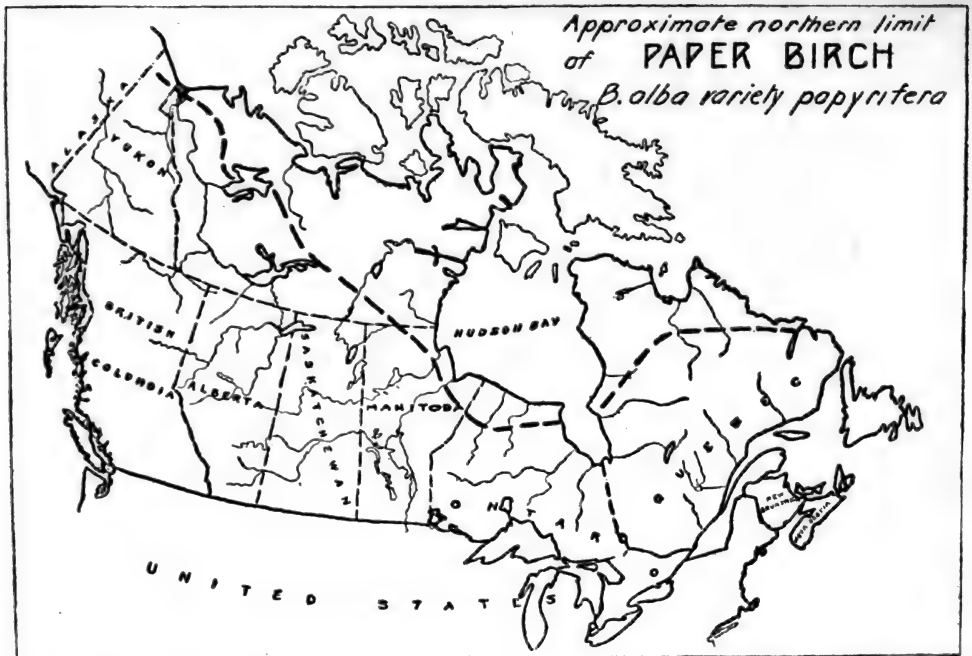 Approximate northern limit
of PAPER BIRCH
B. alba variety papyrifera
ALASKA
YUKON
BRITISH
COLUMBIA
ALBERTA
SASKATCHEWAN
MANITOBA
HUDSON BAY
ONTARIO
QUEBEC
NEW
BRUNSWICK
NOVA SCOTIA
UNITED STATES